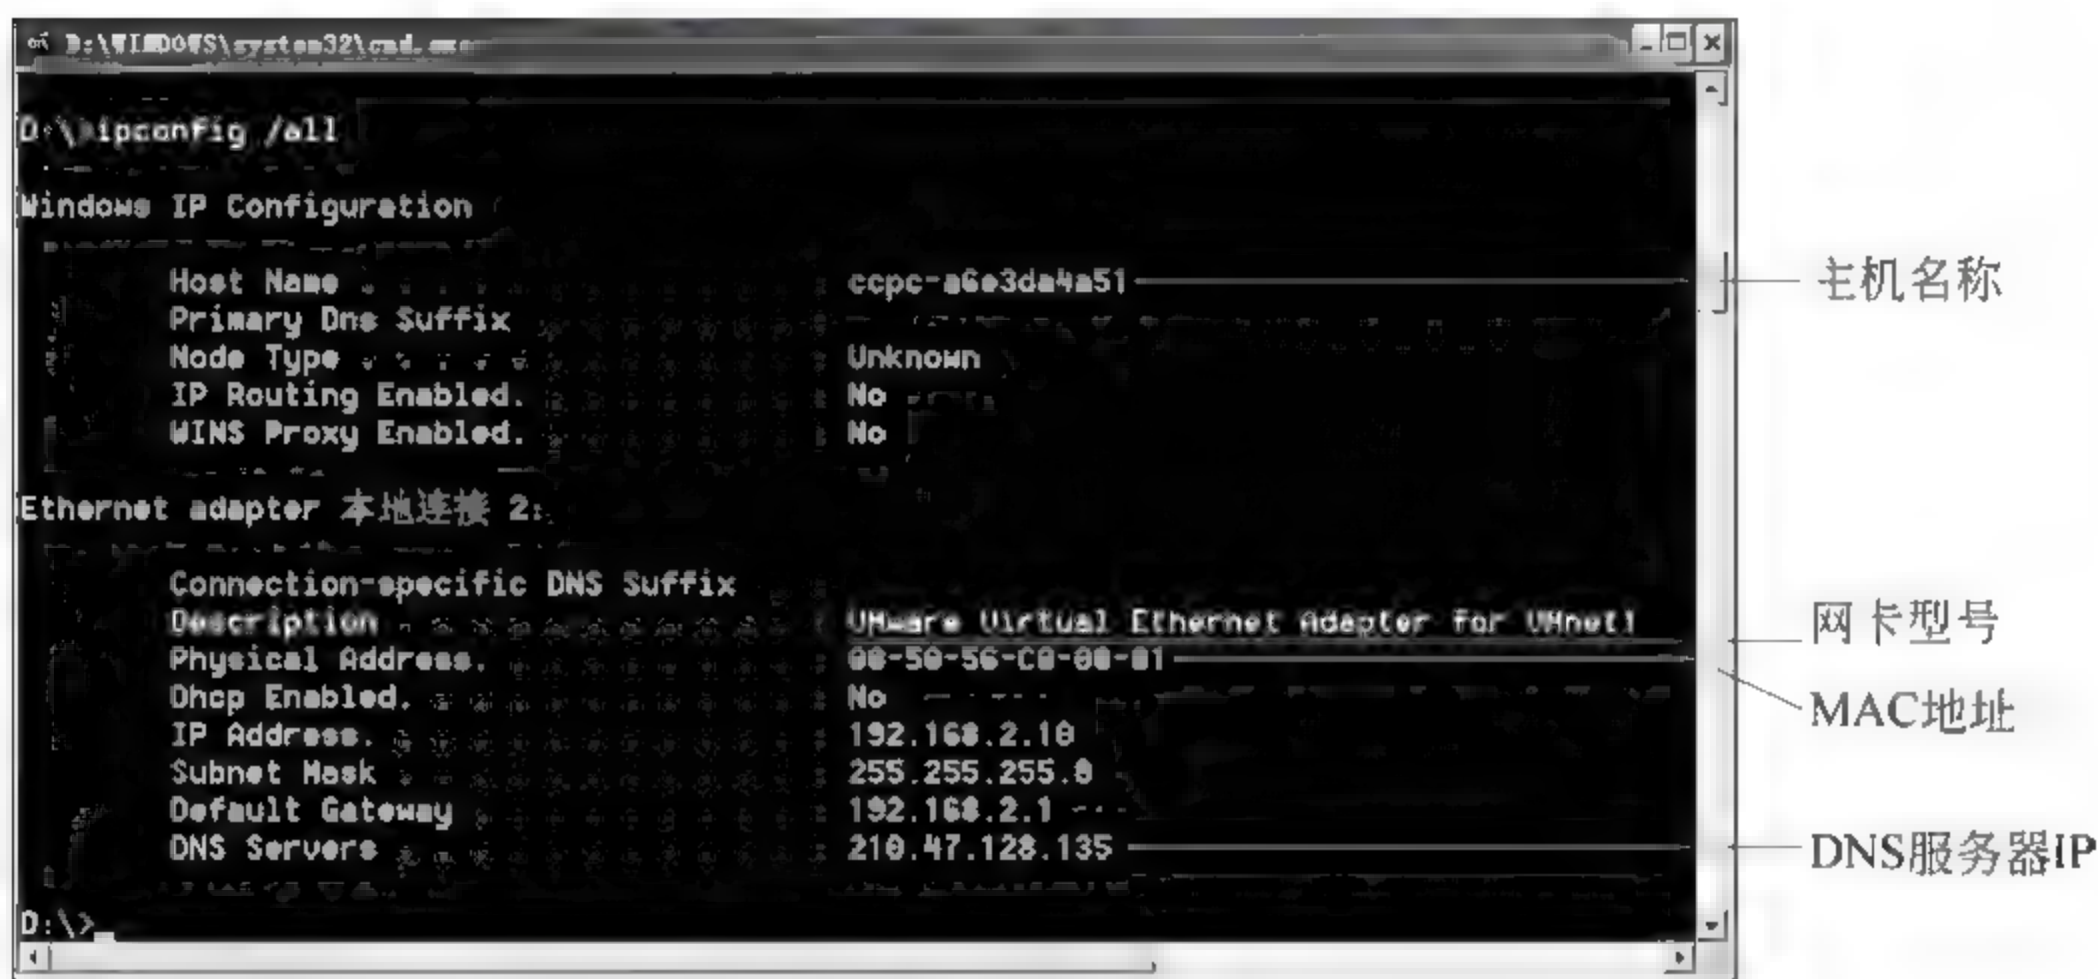 D:\WINDOWS\system32\cmd.exe
D:\>ipconfig /all
Windows IP Configuration
Host Name : ccpc-a6e3da4a51
主机名称
Primary Dns Suffix
Node Type : Unknown
IP Routing Enabled. : No
WINS Proxy Enabled. : No
Ethernet adapter 本地连接 2:
Connection-specific DNS Suffix
Description : VMware Virtual Ethernet Adapter for VMnet1
网卡型号
Physical Address. : 00-50-56-C0-00-01
MAC地址
Dhcp Enabled. : No
IP Address. : 192.168.2.10
Subnet Mask : 255.255.255.0
Default Gateway : 192.168.2.1
DNS Servers : 210.47.128.135
DNS服务器IP
D:\>